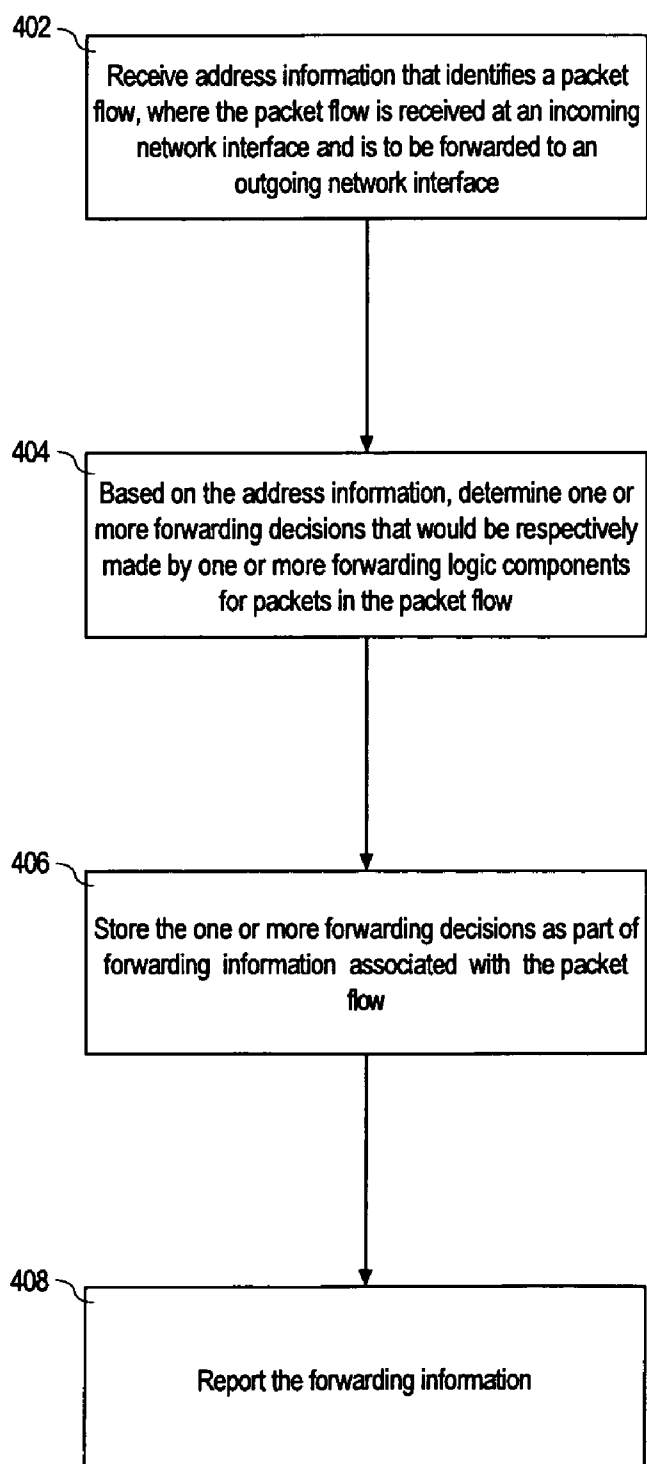 402
Receive address information that identifies a packet
flow, where the packet flow is received at an incoming
network interface and is to be forwarded to an
outgoing network interface
404
Based on the address information, determine one or
more forwarding decisions that would be respectively
made by one or more forwarding logic components
for packets in the packet flow
406
Store the one or more forwarding decisions as part of
forwarding information associated with the packet
flow
408
Report the forwarding information